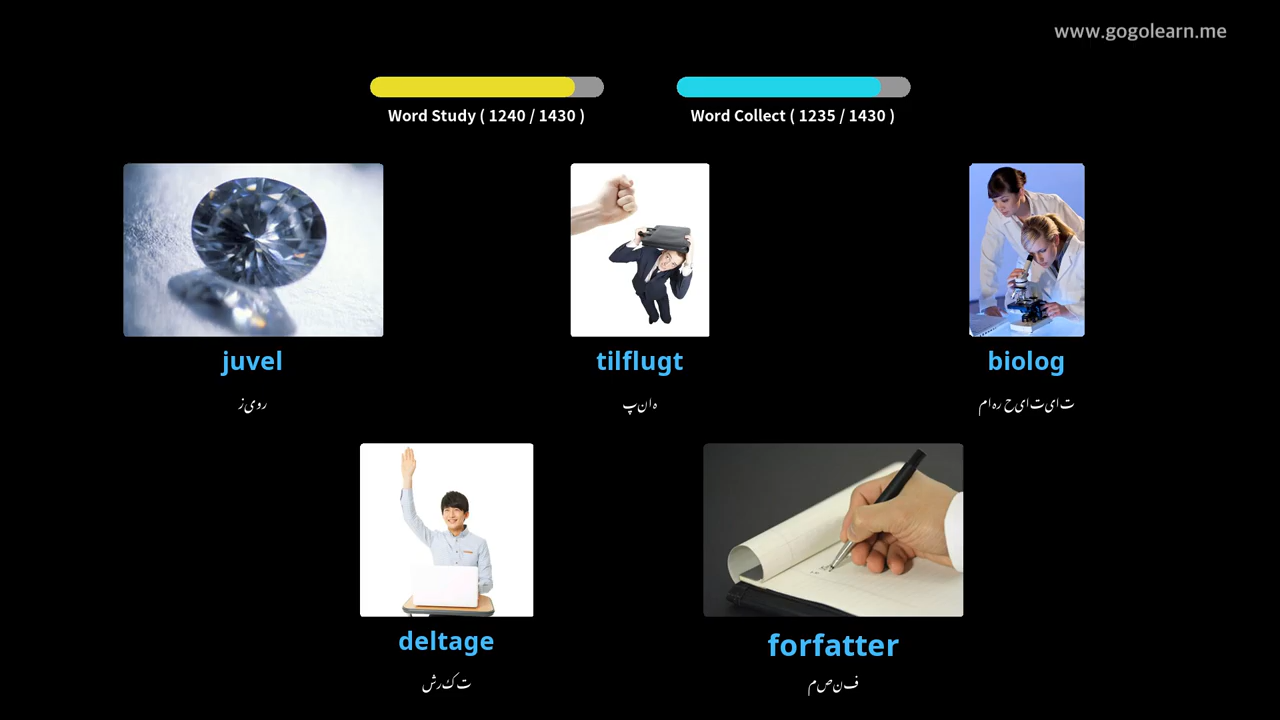 www.gogolearn.me
Word Study ( 1240 / 1430 )
Word Collect ( 1235 / 1430 )
juvel
tilflugt
biolog
زیور
پناہ
ماہر حیاتیات
deltage
forfatter
شرکت
مصنف